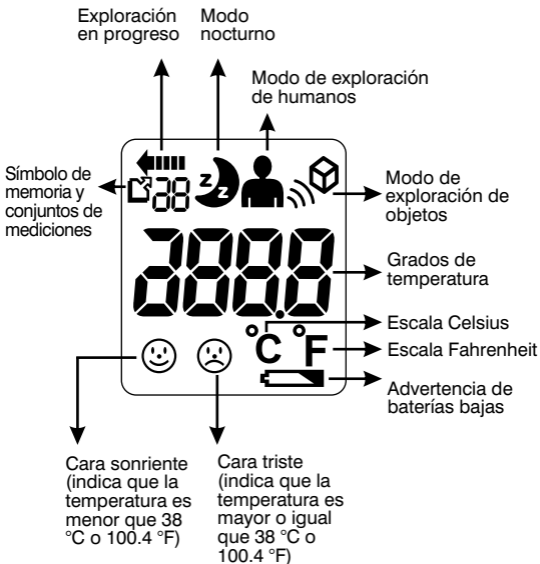 Exploración
en progreso
Modo
nocturno
Modo de exploración
de humanos
Símbolo de
memoria y
conjuntos de
mediciones
Modo de
exploración de
objetos
Grados de
temperatura
Escala Celsius
Escala Fahrenheit
Advertencia de
baterías bajas
38
z
z
888.8
°C °F
Cara sonriente
(indica que la
temperatura es
menor que 38
°C o 100.4 °F)
Cara triste
(indica que la
temperatura es
mayor o igual
que 38 °C o
100.4 °F)